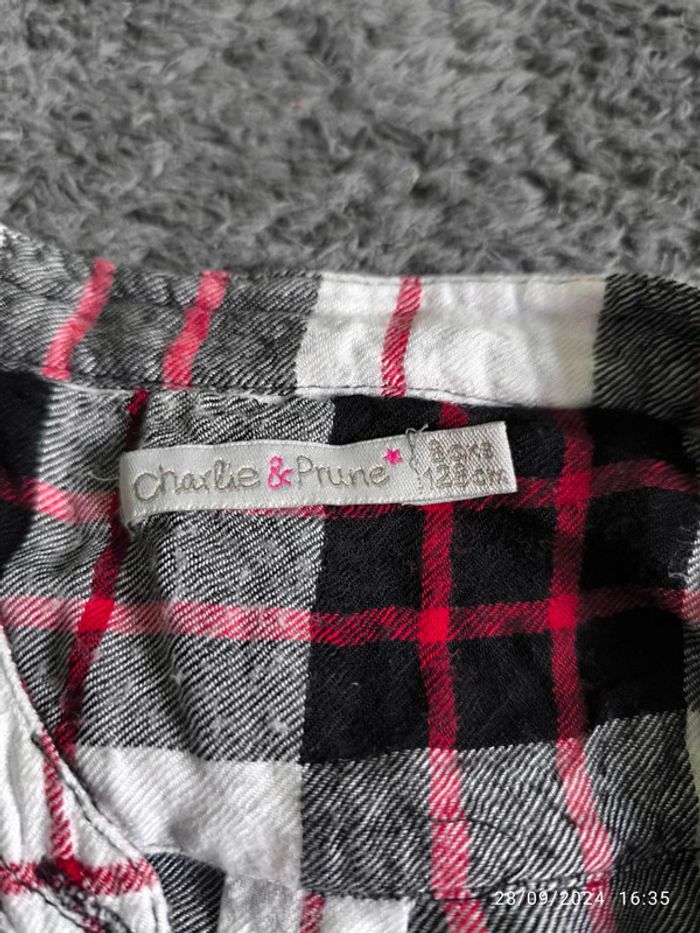 Charlie & Prune
8 ans
128 cm
28/09/2024 16:35